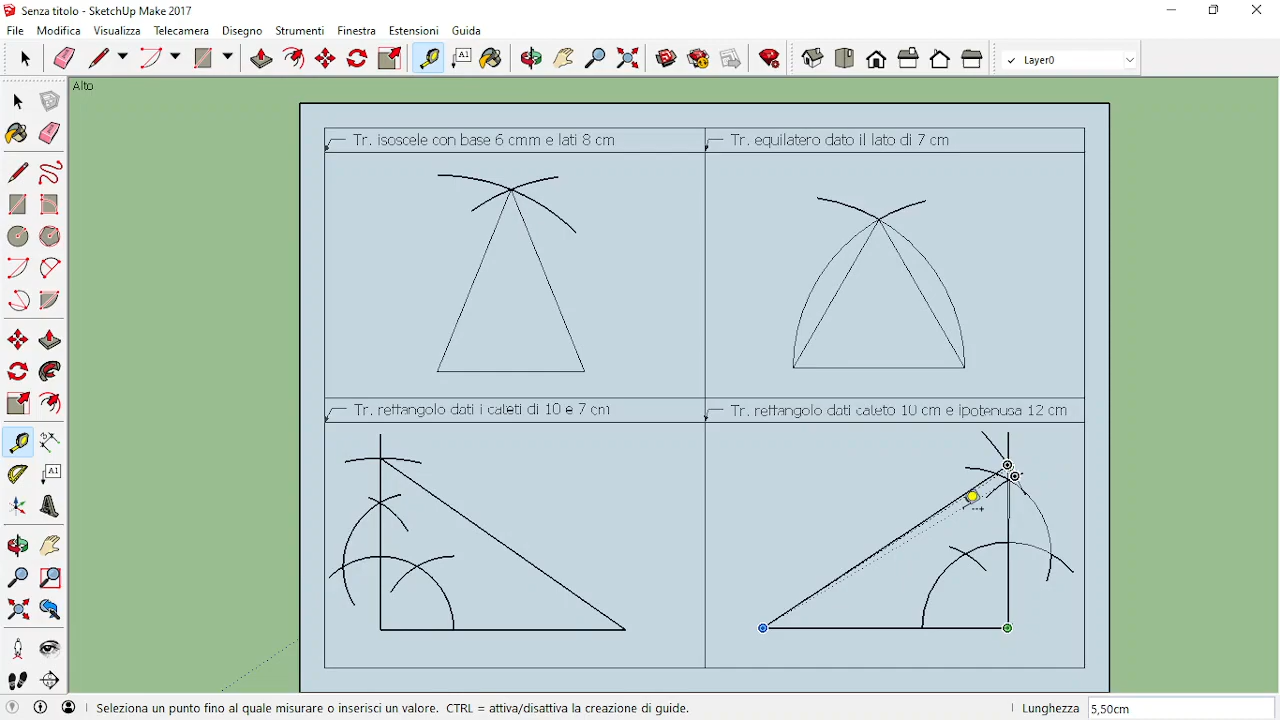 Senza titolo - SketchUp Make 2017
File Modifica Visualizza Telecamera Disegno Strumenti Finestra Estensioni Guida
A1
Layer0
Alto
Tr. isoscele con base 6 cmm e lati 8 cm
Tr. equilatero dato il lato di 7 cm
Tr. rettangolo dati i cateti di 10 e 7 cm
Tr. rettangolo dati cateto 10 cm e ipotenusa 12 cm
A1
Seleziona un punto fino al quale misurare o inserisci un valore. CTRL = attiva/disattiva la creazione di guide.
Lunghezza 5,50cm